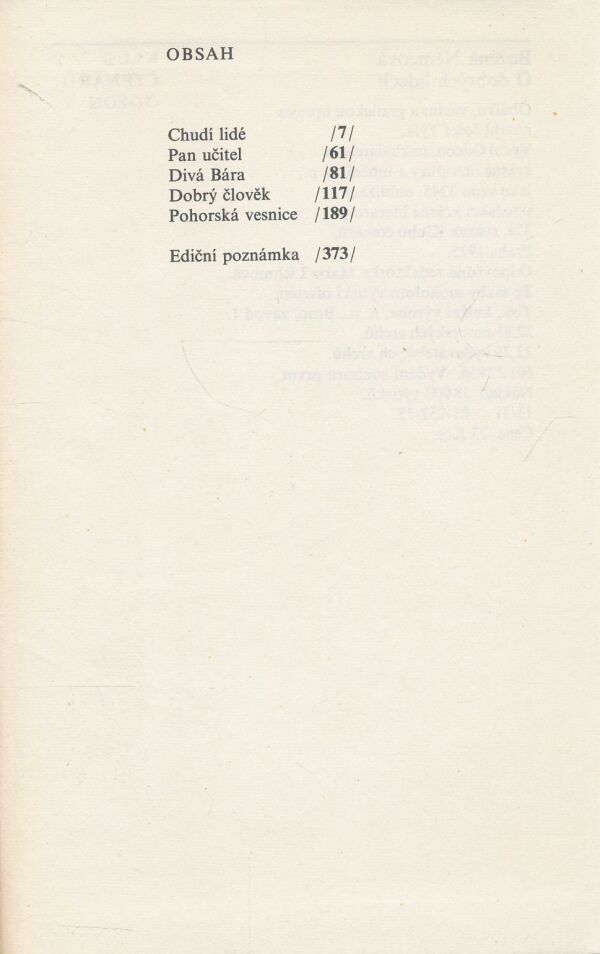 OBSAH
Chudí lidé /7/
Pan učitel /61/
Divá Bára /81/
Dobrý člověk /117/
Pohorská vesnice /189/
Ediční poznámka /373/